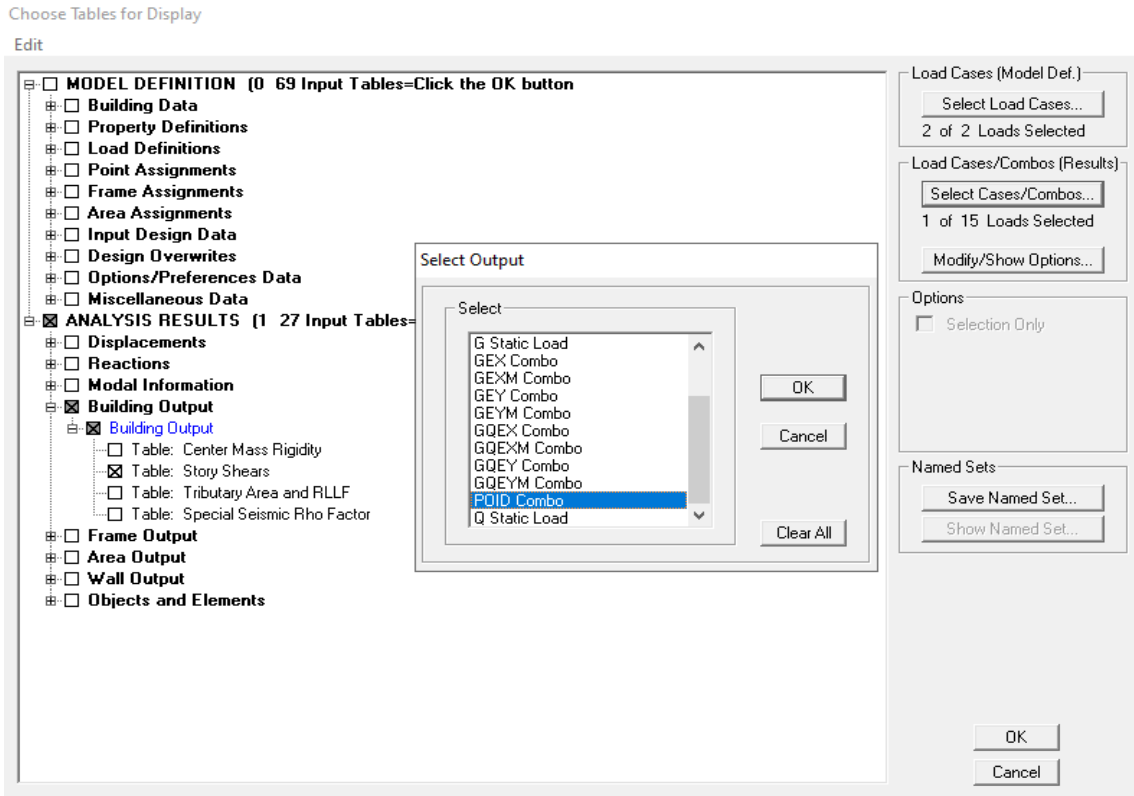 Choose Tables for Display
Edit
MODEL DEFINITION (0 69 Input Tables=Click the OK button
Building Data
Property Definitions
Load Definitions
Point Assignments
Frame Assignments
Area Assignments
Input Design Data
Design Overwrites
Options/Preferences Data
Miscellaneous Data
ANALYSIS RESULTS (1 27 Input Tables=
Displacements
Reactions
Modal Information
Building Output
Building Output
Table: Center Mass Rigidity
Table: Story Shears
Table: Tributary Area and RLLF
Table: Special Seismic Rho Factor
Frame Output
Area Output
Wall Output
Objects and Elements
Select Output
Select
G Static Load
GEX Combo
GEXM Combo
GEY Combo
GEYM Combo
GQEX Combo
GQEXM Combo
GQEY Combo
GQEYM Combo
POID Combo
Q Static Load
OK
Cancel
Clear All
Load Cases (Model Def.)
Select Load Cases...
2 of 2 Loads Selected
Load Cases/Combos (Results)
Select Cases/Combos...
1 of 15 Loads Selected
Modify/Show Options...
Options
Selection Only
Named Sets
Save Named Set...
Show Named Set...
OK
Cancel